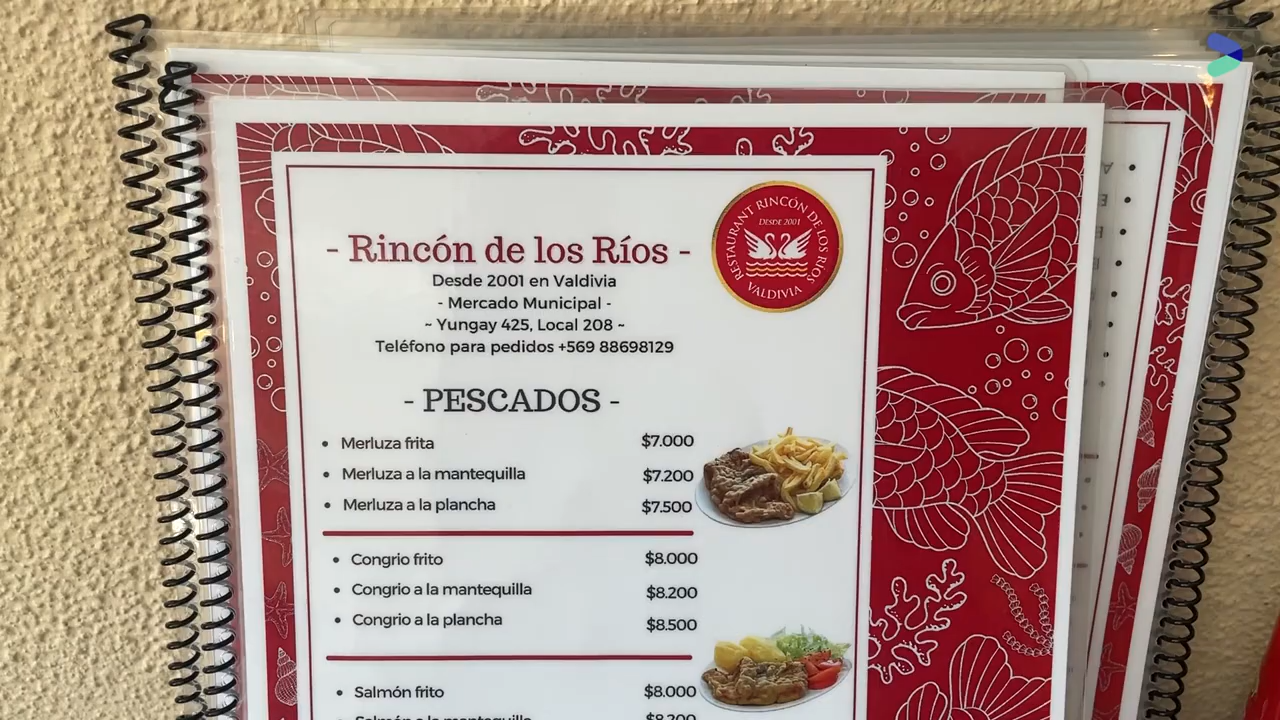 - Rincón de los Ríos -
RESTAURANT RINCÓN DE LOS RÍOS
DESDE 2001
VALDIVIA
Desde 2001 en Valdivia
- Mercado Municipal -
~ Yungay 425, Local 208 ~
Teléfono para pedidos +569 88698129
- PESCADOS -
• Merluza frita $7.000
• Merluza a la mantequilla $7.200
• Merluza a la plancha $7.500
• Congrio frito $8.000
• Congrio a la mantequilla $8.200
• Congrio a la plancha $8.500
• Salmón frito $8.000
• Salmón a la mantequilla $8.200